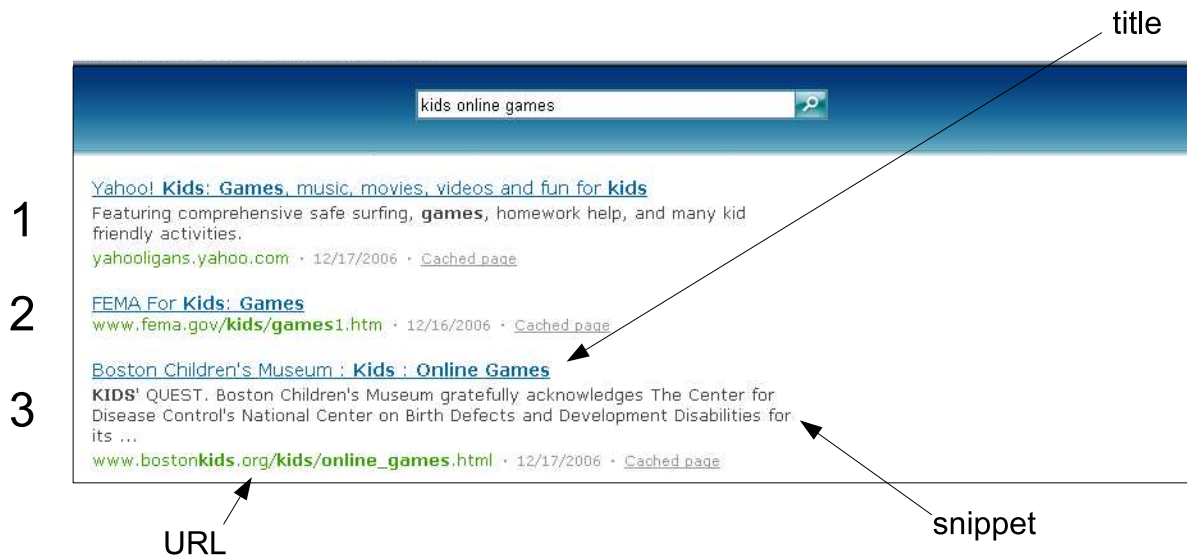 title
kids online games
1
Yahoo! Kids: Games, music, movies, videos and fun for kids
Featuring comprehensive safe surfing, games, homework help, and many kid
friendly activities.
yahooligans.yahoo.com · 12/17/2006 · Cached page
2
FEMA For Kids: Games
www.fema.gov/kids/games1.htm · 12/16/2006 · Cached page
3
Boston Children's Museum : Kids : Online Games
KIDS' QUEST. Boston Children's Museum gratefully acknowledges The Center for
Disease Control's National Center on Birth Defects and Development Disabilities for
its ...
www.bostonkids.org/kids/online_games.html · 12/17/2006 · Cached page
snippet
URL